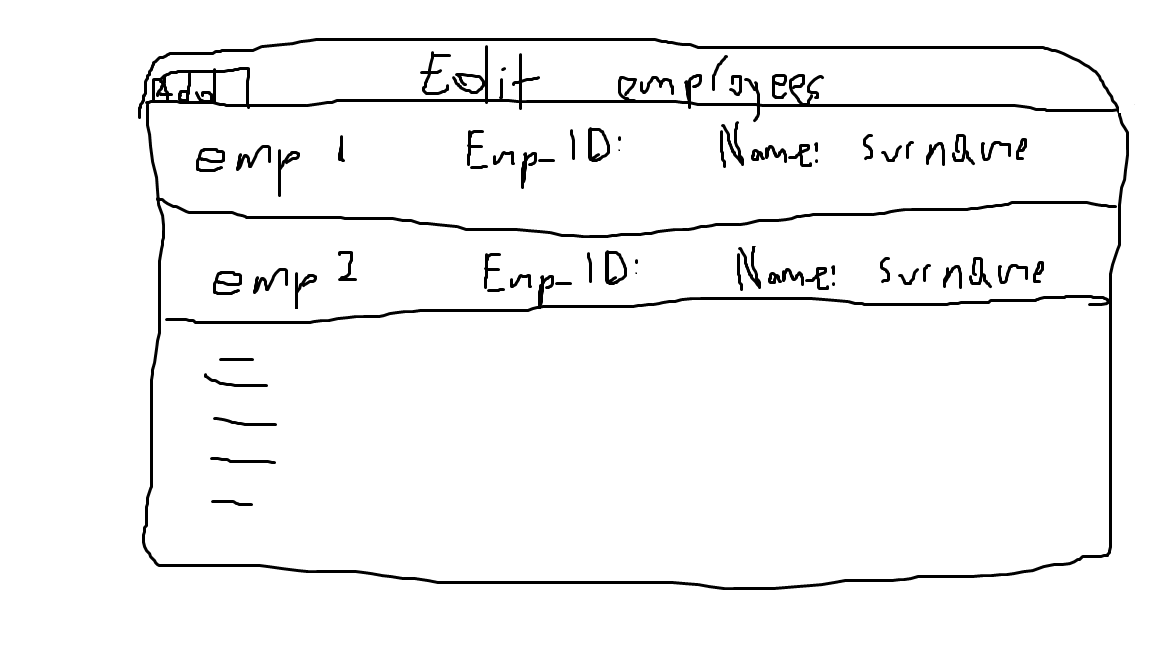 Add Edit employees
emp 1 Emp_ID: Name: surname
emp 2 Emp_ID: Name: surname